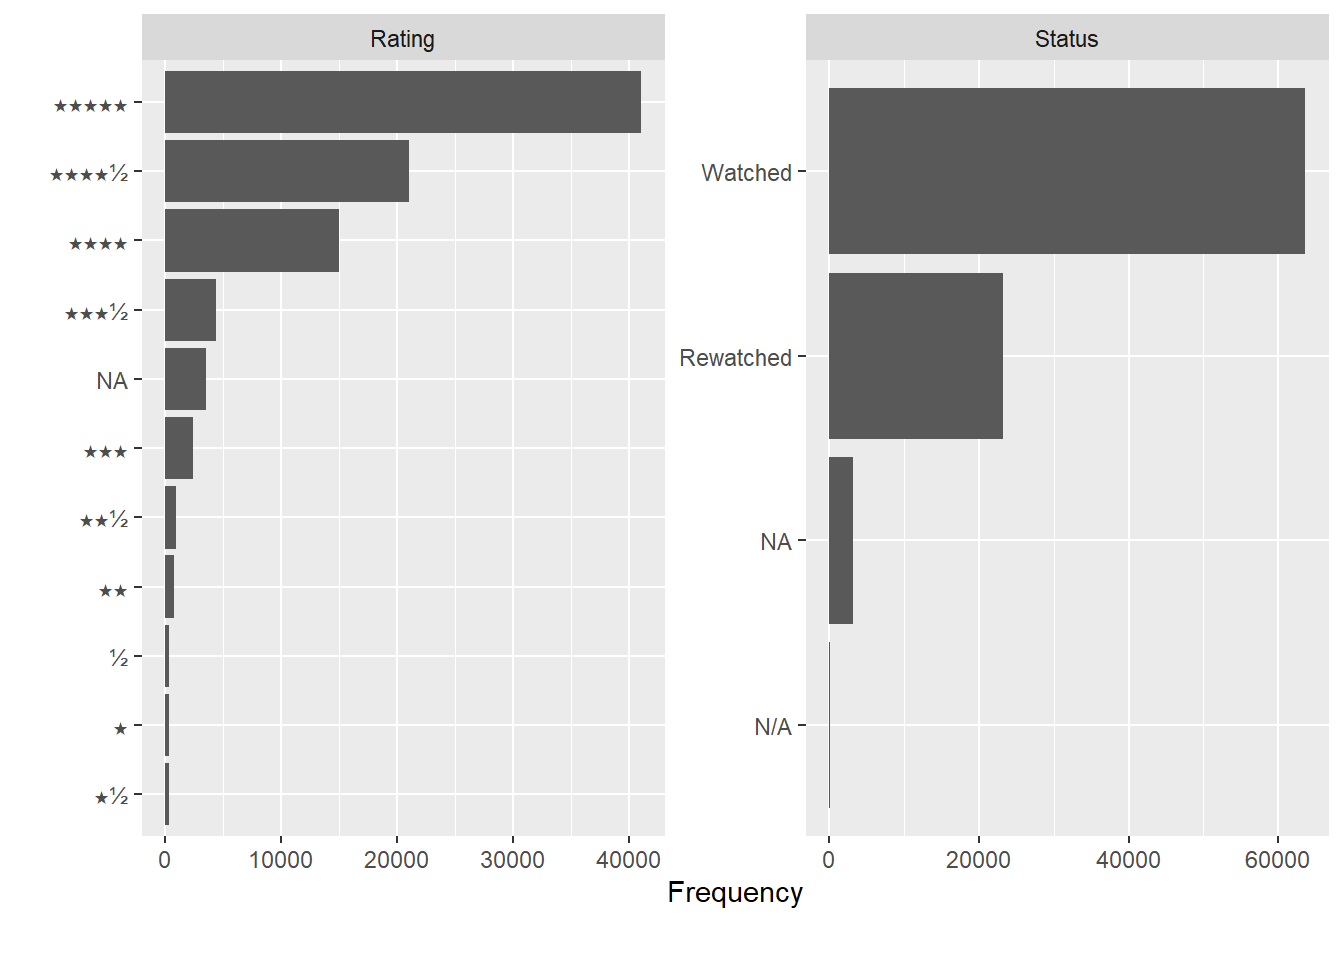 Rating
★★★★★
★★★★½
★★★★
★★★½
NA
★★★
★★½
★★
½
★
★½
0 10000 20000 30000 40000
Status
Watched
Rewatched
NA
N/A
0 20000 40000 60000
Frequency